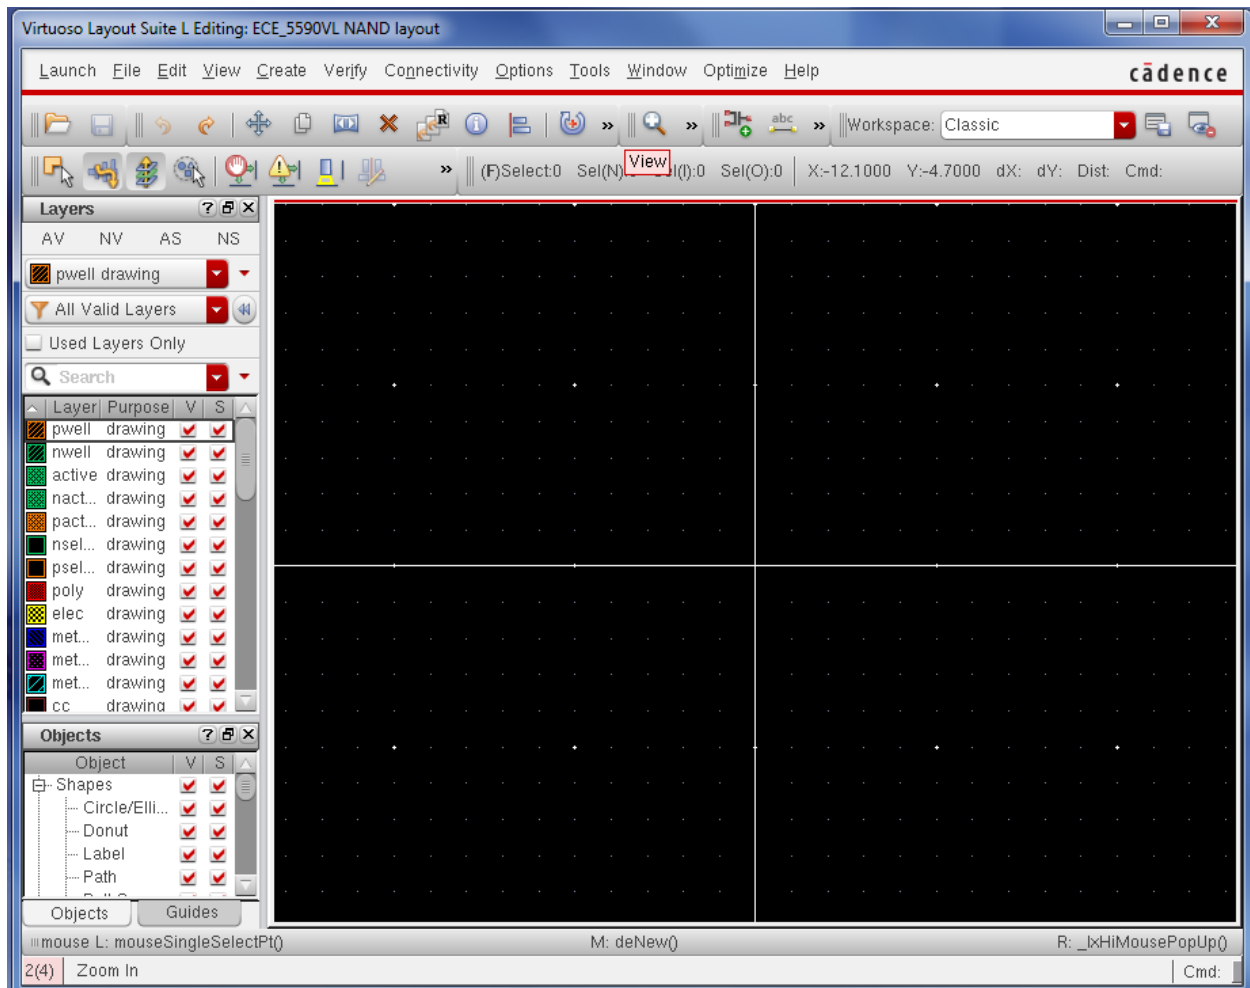 Virtuoso Layout Suite L Editing: ECE_5590VL NAND layout
Launch File Edit View Create Verify Connectivity Options Tools Window Optimize Help cādence
R » » abc » Workspace: Classic
» (F)Select:0 Sel(N): Sel(I):0 Sel(O):0 X:-12.1000 Y:-4.7000 dX: dY: Dist: Cmd:
View
Layers
AV NV AS NS
pwell drawing
All Valid Layers
Used Layers Only
Search
Layer Purpose V S
pwell drawing
nwell drawing
active drawing
nact... drawing
pact... drawing
nsel... drawing
psel... drawing
poly drawing
elec drawing
met... drawing
met... drawing
met... drawing
cc drawing
Objects
Object V S
Shapes
Circle/Elli...
Donut
Label
Path
Objects Guides
mouse L: mouseSingleSelectPt() M: deNew() R: _lxHiMousePopUp()
2(4) Zoom In Cmd: